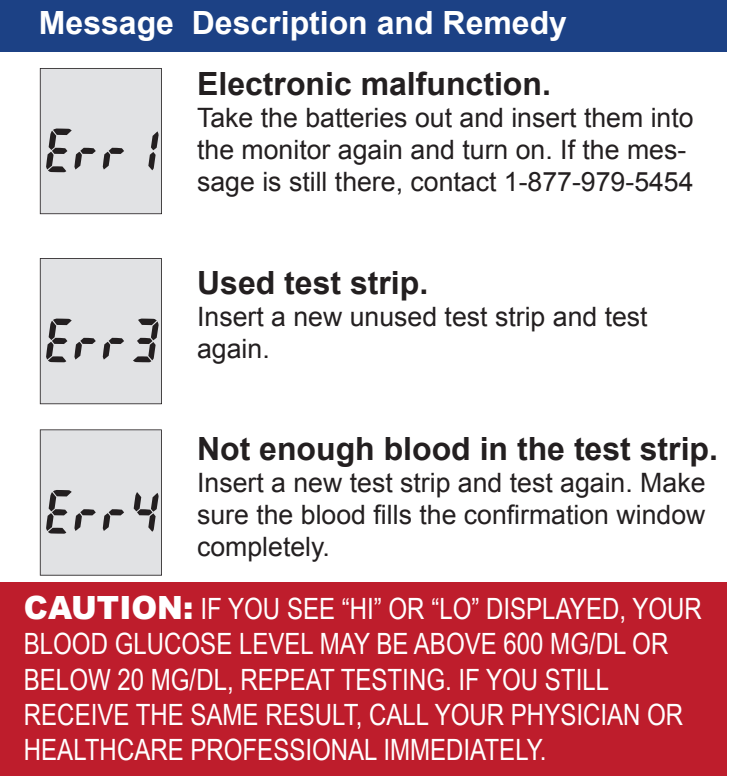 Message Description and Remedy
Err 1
Electronic malfunction.
Take the batteries out and insert them into
the monitor again and turn on. If the mes-
sage is still there, contact 1-877-979-5454
Err3
Used test strip.
Insert a new unused test strip and test
again.
Err4
Not enough blood in the test strip.
Insert a new test strip and test again. Make
sure the blood fills the confirmation window
completely.
CAUTION: IF YOU SEE “HI” OR “LO” DISPLAYED, YOUR
BLOOD GLUCOSE LEVEL MAY BE ABOVE 600 MG/DL OR
BELOW 20 MG/DL, REPEAT TESTING. IF YOU STILL
RECEIVE THE SAME RESULT, CALL YOUR PHYSICIAN OR
HEALTHCARE PROFESSIONAL IMMEDIATELY.